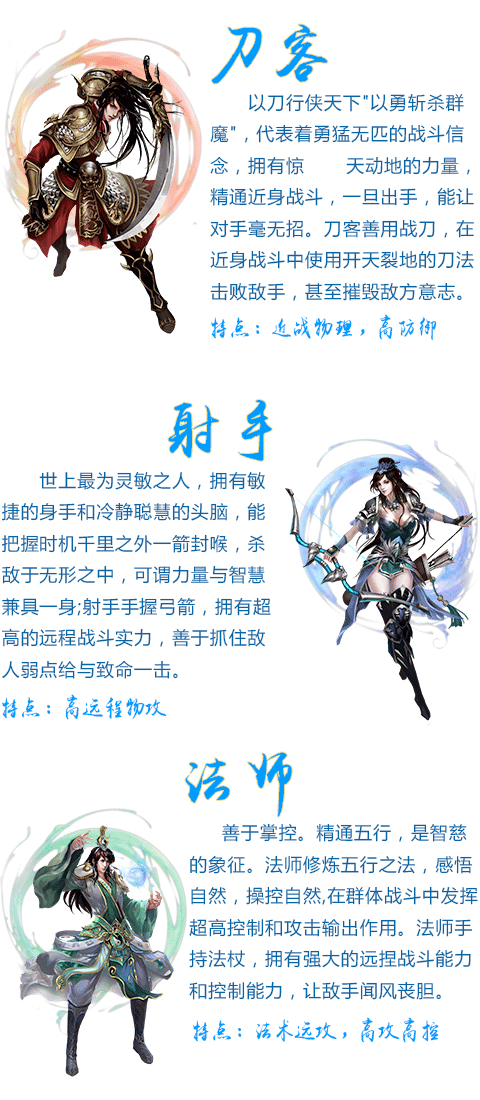 刀客
以刀行侠天下"以勇斩杀群
魔"，代表着勇猛无匹的战斗信
念，拥有惊 天动地的力量，
精通近身战斗，一旦出手，能让
对手毫无招。刀客善用战刀，在
近身战斗中使用开天裂地的刀法
击败敌手，甚至摧毁敌方意志。
特点：近战物理，高防御
射手
世上最为灵敏之人，拥有敏
捷的身手和冷静聪慧的头脑，能
把握时机千里之外一箭封喉，杀
敌于无形之中，可谓力量与智慧
兼具一身;射手手握弓箭，拥有超
高的远程战斗实力，善于抓住敌
人弱点给与致命一击。
特点：高远程物攻
法师
善于掌控。精通五行，是智慈
的象征。法师修炼五行之法，感悟
自然，操控自然,在群体战斗中发挥
超高控制和攻击输出作用。法师手
持法杖，拥有强大的远捏战斗能力
和控制能力，让敌手闻风丧胆。
特点：法术远攻，高攻高控